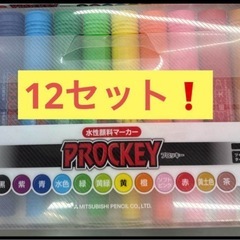 12セット❗
水性顔料マーカー
PROCKEY
プロッキー
黒 紫 青 水色 緑 黄緑 黄 橙 赤 黄土色 茶
MITSUBISHI PENCIL CO., LTD.